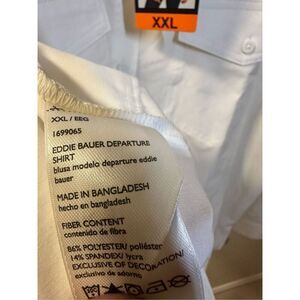 XXL
XXL / EEG
1699065
EDDIE BAUER DEPARTURE
SHIRT
blusa modelo departure eddie
bauer
MADE IN BANGLADESH
hecho en bangladesh
FIBER CONTENT
contenido de fibra
86% POLYESTER/ poliéster
14% SPANDEX/ lycra
EXCLUSIVE OF DECORATION/
exclusivo de adorno